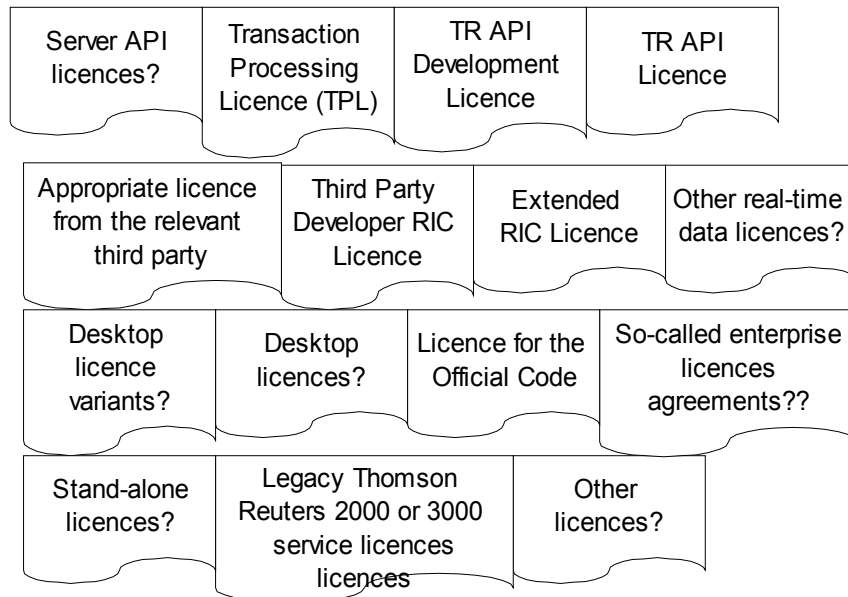 Server API
licences?
Transaction
Processing
Licence (TPL)
TR API
Development
Licence
TR API
Licence
Appropriate licence
from the relevant
third party
Third Party
Developer RIC
Licence
Extended
RIC Licence
Other real-time
data licences?
Desktop
licence
variants?
Desktop
licences?
Licence for the
Official Code
So-called enterprise
licences
agreements??
Stand-alone
licences?
Legacy Thomson
Reuters 2000 or 3000
service licences
licences
Other
licences?